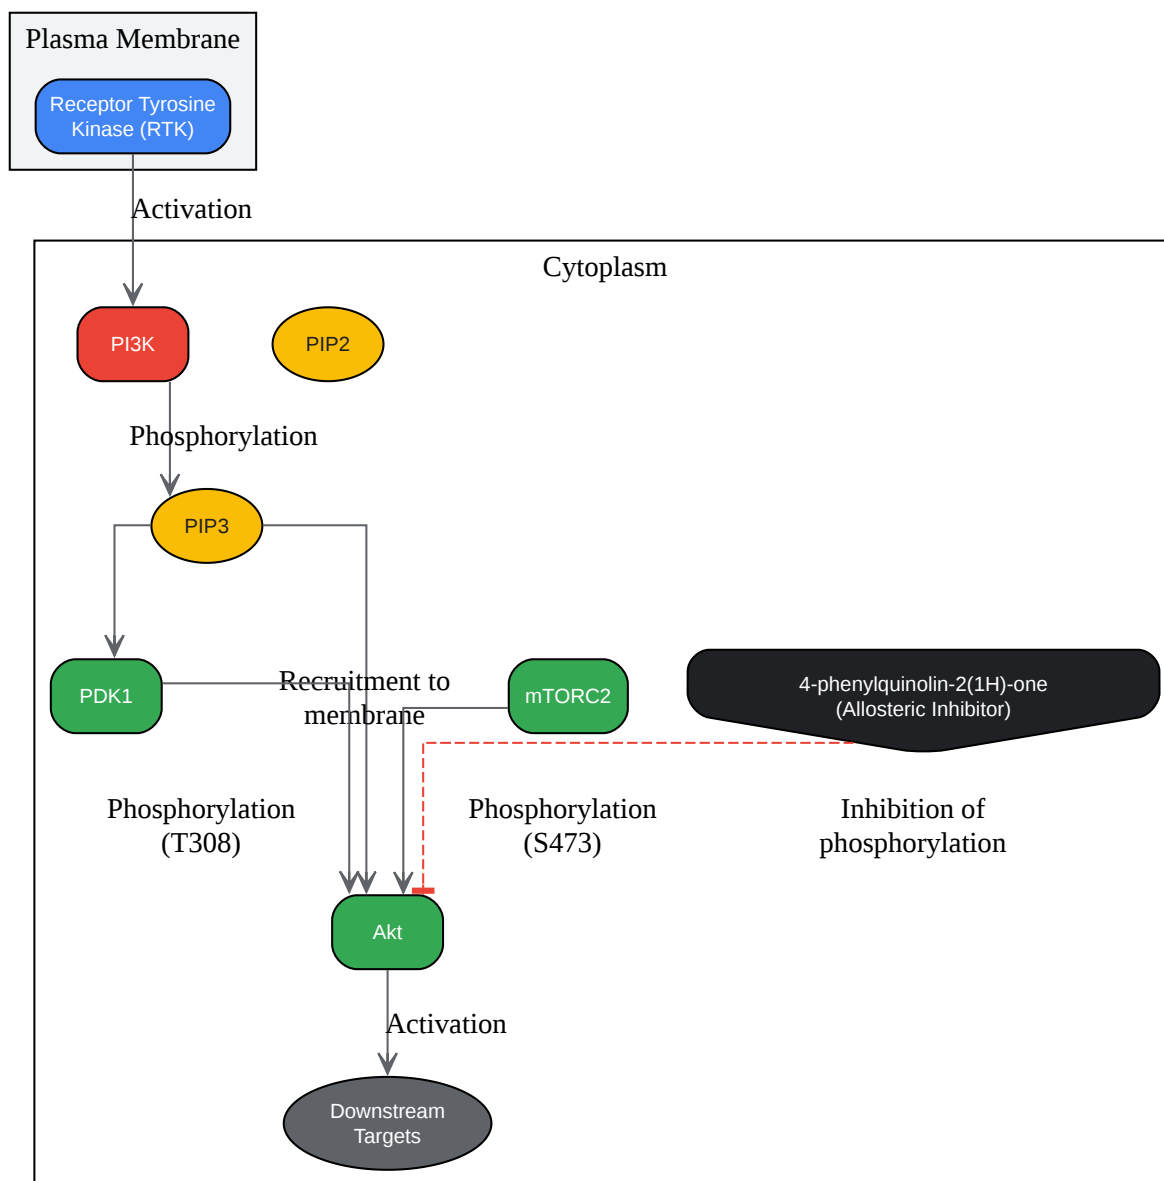 Plasma Membrane
Receptor Tyrosine
Kinase (RTK)
Activation
Cytoplasm
PI3K
PIP2
Phosphorylation
PIP3
PDK1
Recruitment to
membrane
mTORC2
4-phenylquinolin-2(1H)-one
(Allosteric Inhibitor)
Phosphorylation
(T308)
Phosphorylation
(S473)
Inhibition of
phosphorylation
Akt
Activation
Downstream
Targets